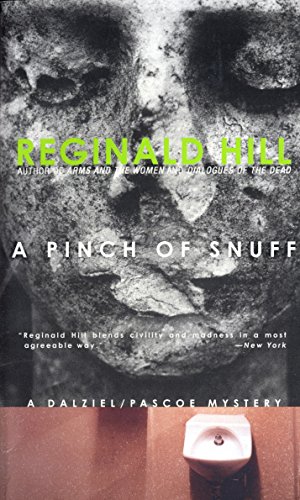 REGINALD HILL
AUTHOR OF ARMS AND THE WOMEN AND DIALOGUES OF THE DEAD
A PINCH OF SNUFF
"Reginald Hill blends civility and madness in a most
agreeable way." —New York
A DALZIEL/PASCOE MYSTERY